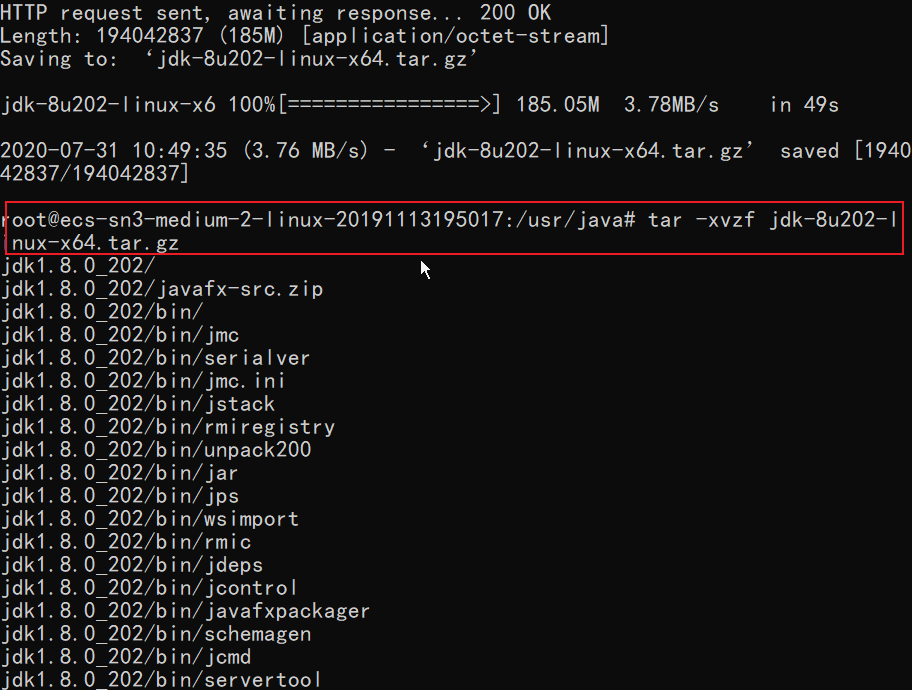 HTTP request sent, awaiting response... 200 OK
Length: 194042837 (185M) [application/octet-stream]
Saving to: ‘jdk-8u202-linux-x64.tar.gz’
jdk-8u202-linux-x6 100%[================>] 185.05M 3.78MB/s in 49s
2020-07-31 10:49:35 (3.76 MB/s) - ‘jdk-8u202-linux-x64.tar.gz’ saved [1940
42837/194042837]
root@ecs-sn3-medium-2-linux-20191113195017:/usr/java# tar -xvzf jdk-8u202-l
inux-x64.tar.gz
jdk1.8.0_202/
jdk1.8.0_202/javafx-src.zip
jdk1.8.0_202/bin/
jdk1.8.0_202/bin/jmc
jdk1.8.0_202/bin/serialver
jdk1.8.0_202/bin/jmc.ini
jdk1.8.0_202/bin/jstack
jdk1.8.0_202/bin/rmiregistry
jdk1.8.0_202/bin/unpack200
jdk1.8.0_202/bin/jar
jdk1.8.0_202/bin/jps
jdk1.8.0_202/bin/wsimport
jdk1.8.0_202/bin/rmic
jdk1.8.0_202/bin/jdeps
jdk1.8.0_202/bin/jcontrol
jdk1.8.0_202/bin/javafxpackager
jdk1.8.0_202/bin/schemagen
jdk1.8.0_202/bin/jcmd
jdk1.8.0_202/bin/servertool